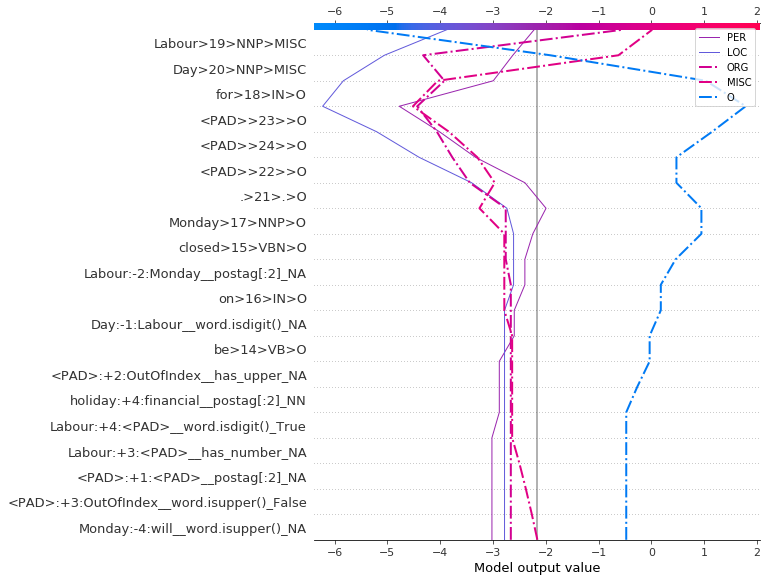 −6 −5 −4 −3 −2 −1 0 1 2
PER
LOC
ORG
MISC
O
Labour>19>NNP>MISC
Day>20>NNP>MISC
for>18>IN>O
<PAD>>23>>O
<PAD>>24>>O
<PAD>>22>>O
.>21>.>O
Monday>17>NNP>O
closed>15>VBN>O
Labour:-2:Monday__postag[:2]_NA
on>16>IN>O
Day:-1:Labour__word.isdigit()_NA
be>14>VB>O
<PAD>:+2:OutOfIndex__has_upper_NA
holiday:+4:financial__postag[:2]_NN
Labour:+4:<PAD>__word.isdigit()_True
Labour:+3:<PAD>__has_number_NA
<PAD>:+1:<PAD>__postag[:2]_NA
<PAD>:+3:OutOfIndex__word.isupper()_False
Monday:-4:will__word.isupper()_NA
−6 −5 −4 −3 −2 −1 0 1 2
Model output value